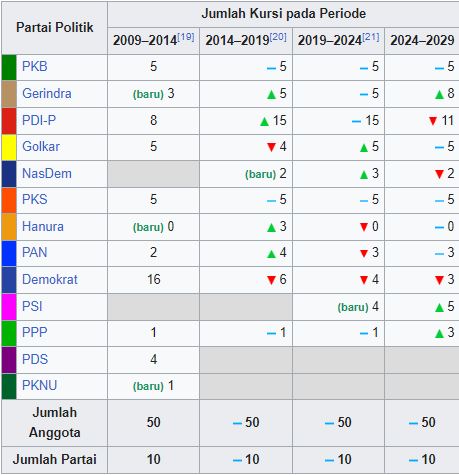 Partai Politik Jumlah Kursi pada Periode
2009–2014[19] 2014–2019[20] 2019–2024[21] 2024–2029
PKB 5 5 5 5
Gerindra (baru) 3 ▲ 5 5 ▲ 8
PDI-P 8 ▲ 15 15 ▼ 11
Golkar 5 ▼ 4 ▲ 5 5
NasDem (baru) 2 ▲ 3 ▼ 2
PKS 5 5 5 5
Hanura (baru) 0 ▲ 3 ▼ 0 0
PAN 2 ▲ 4 ▼ 3 3
Demokrat 16 ▼ 6 ▼ 4 ▼ 3
PSI (baru) 4 ▲ 5
PPP 1 1 1 ▲ 3
PDS 4
PKNU (baru) 1
Jumlah Anggota 50 50 50 50
Jumlah Partai 10 10 10 10